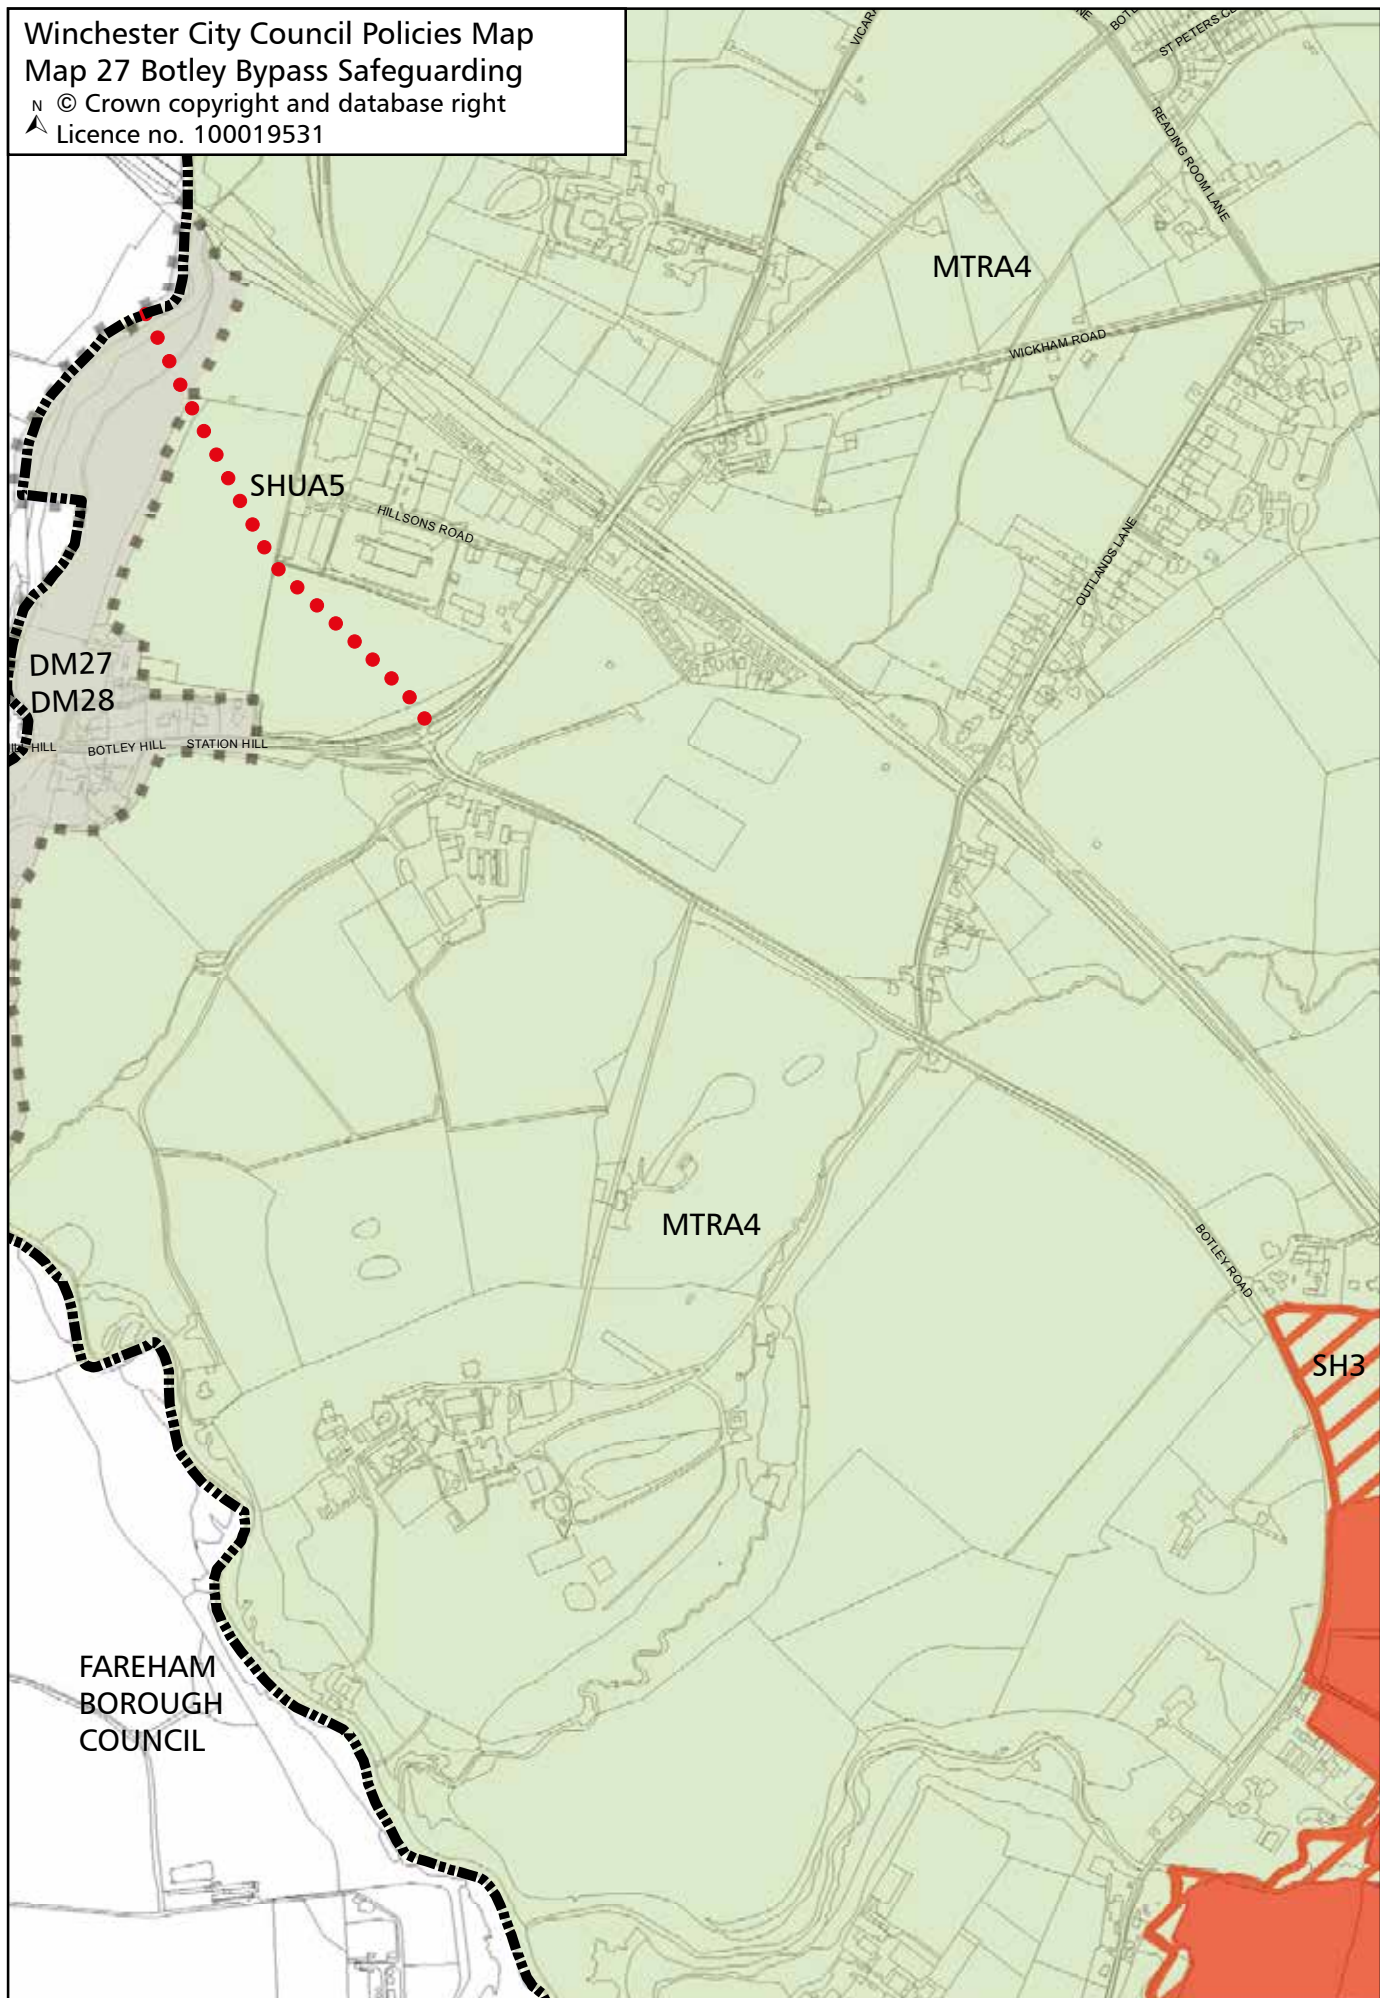 Winchester City Council Policies Map
Map 27 Botley Bypass Safeguarding
N © Crown copyright and database right
Licence no. 100019531
ST PETERS
READING ROOM LANE
MTRA4
WICKHAM ROAD
SHUA5
HILLSONS ROAD
OUTLANDS LANE
DM27
DM28
HILL
BOTLEY HILL
STATION HILL
MTRA4
BOTLEY ROAD
SH3
FAREHAM
BOROUGH
COUNCIL